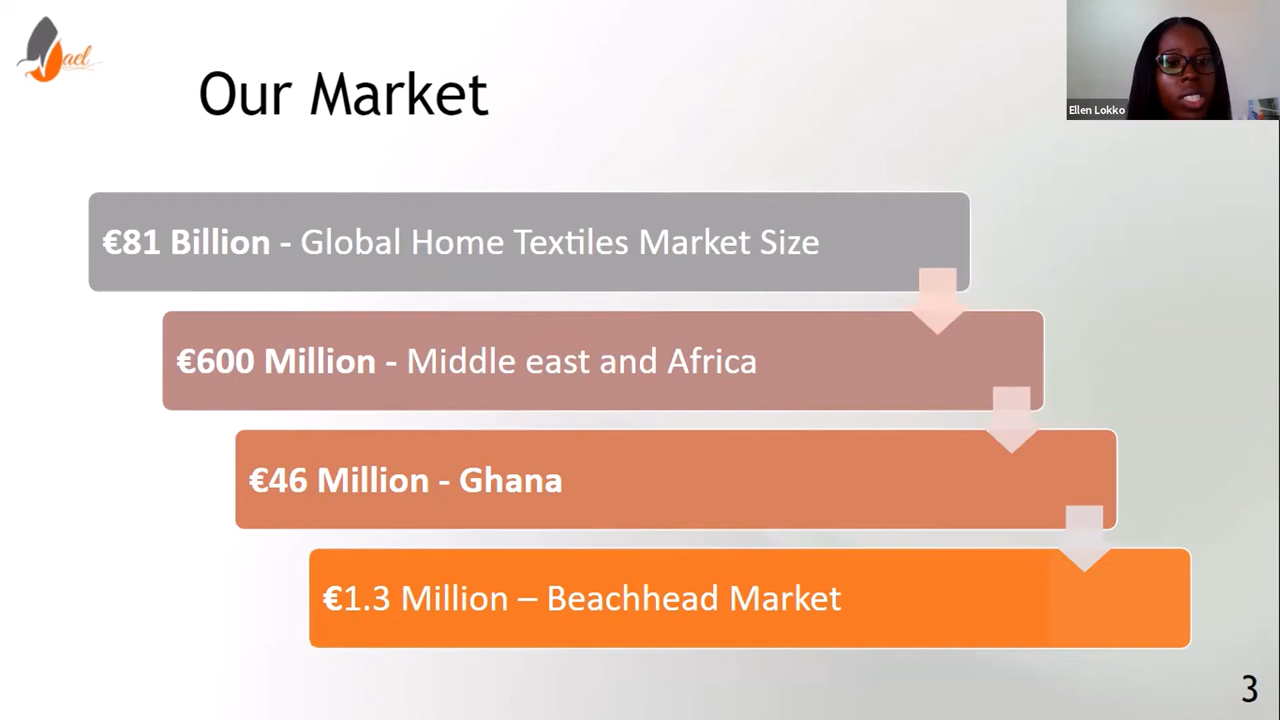 ael
Our Market
Ellen Lokko
€81 Billion - Global Home Textiles Market Size
€600 Million - Middle east and Africa
€46 Million - Ghana
€1.3 Million – Beachhead Market
3